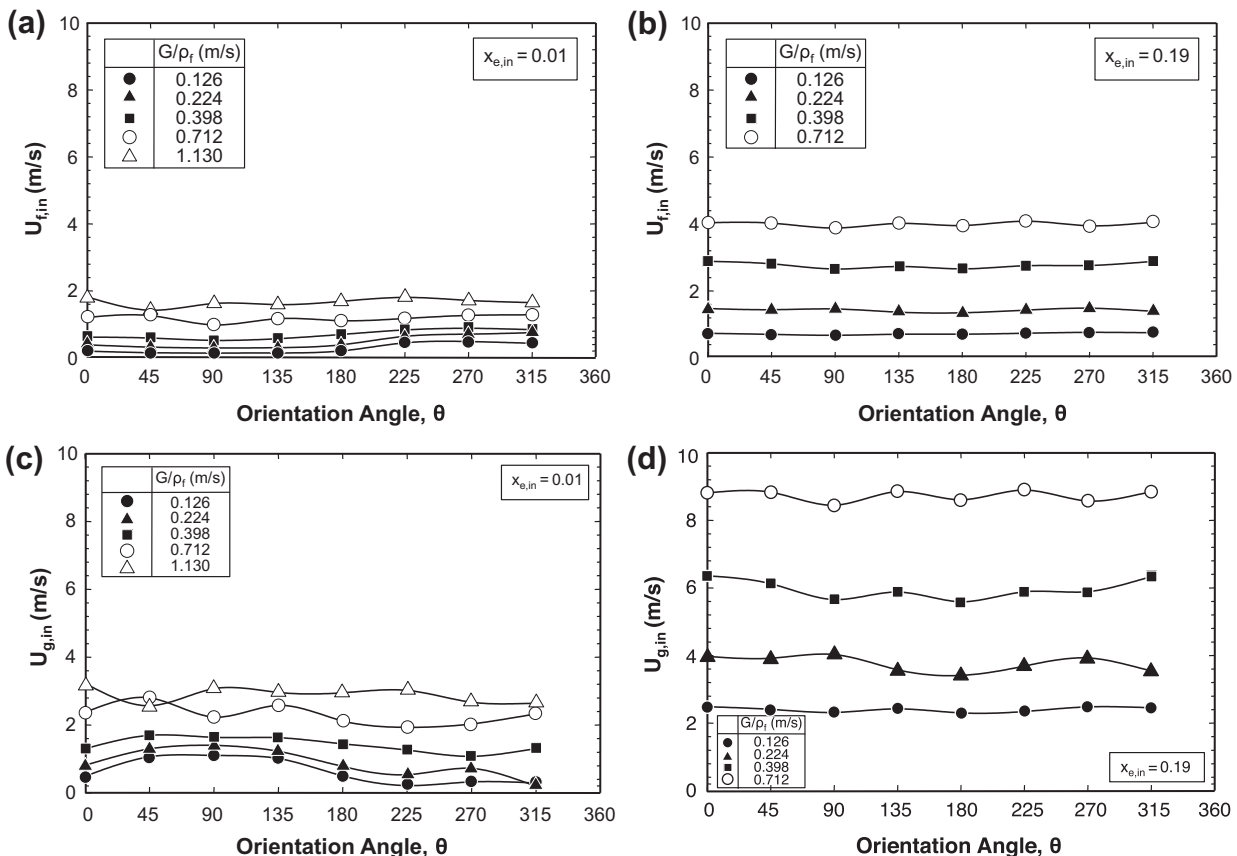 (a)
G/ρf (m/s)
0.126
0.224
0.398
0.712
1.130
xe,in = 0.01
10
8
6
4
2
0
Uf,in (m/s)
0 45 90 135 180 225 270 315 360
Orientation Angle, θ
(b)
G/ρf (m/s)
0.126
0.224
0.398
0.712
xe,in = 0.19
10
8
6
4
2
0
Uf,in (m/s)
0 45 90 135 180 225 270 315 360
Orientation Angle, θ
(c)
G/ρf (m/s)
0.126
0.224
0.398
0.712
1.130
xe,in = 0.01
10
8
6
4
2
0
Ug,in (m/s)
0 45 90 135 180 225 270 315 360
Orientation Angle, θ
(d)
10
8
6
4
2
0
Ug,in (m/s)
G/ρf (m/s)
0.126
0.224
0.398
0.712
xe,in = 0.19
0 45 90 135 180 225 270 315 360
Orientation Angle, θ